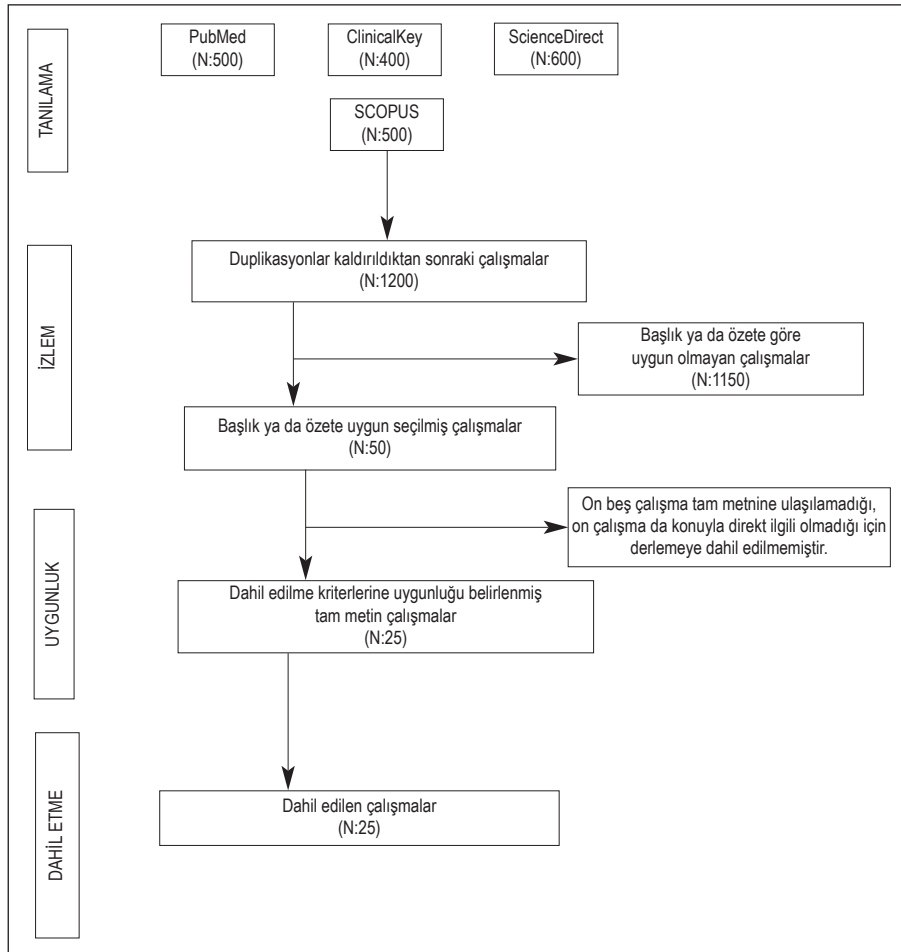 TANILAMA
PubMed
(N:500)
ClinicalKey
(N:400)
ScienceDirect
(N:600)
SCOPUS
(N:500)
İZLEM
Duplikasyonlar kaldırıldıktan sonraki çalışmalar
(N:1200)
Başlık ya da özete göre
uygun olmayan çalışmalar
(N:1150)
Başlık ya da özete uygun seçilmiş çalışmalar
(N:50)
UYGUNLUK
On beş çalışma tam metnine ulaşılamadığı,
on çalışma da konuyla direkt ilgili olmadığı için
derlemeye dahil edilmemiştir.
Dahil edilme kriterlerine uygunluğu belirlenmiş
tam metin çalışmalar
(N:25)
DAHİL ETME
Dahil edilen çalışmalar
(N:25)